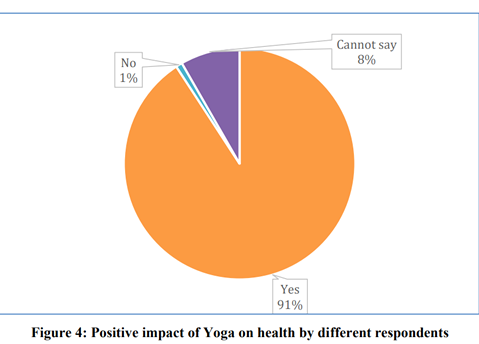 Cannot say
8%
No
1%
Yes
91%
Figure 4: Positive impact of Yoga on health by different respondents